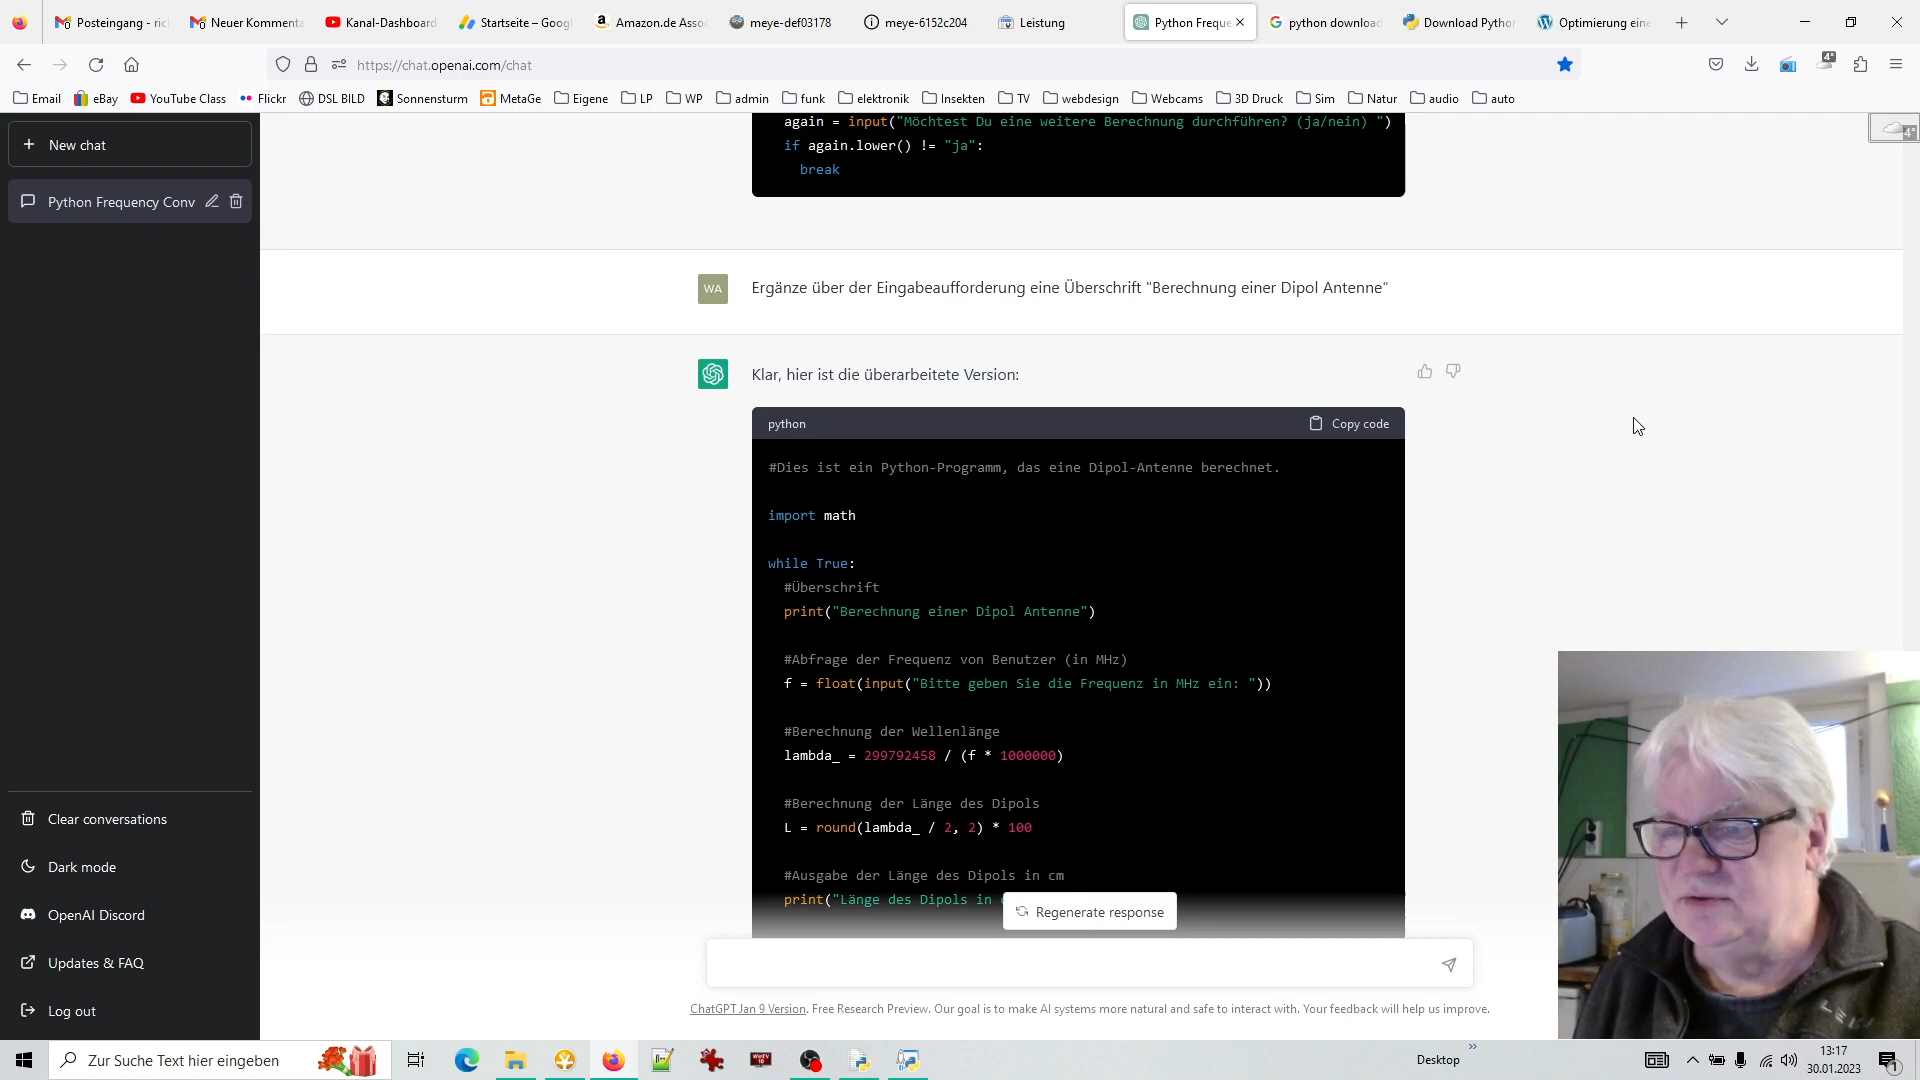 Posteingang - ric
Neuer Kommenta
Kanal-Dashboard
Startseite – Googl
Amazon.de Asso
meye-def03178
meye-6152c204
Leistung
Python Freque
python download
Download Pytho
Optimierung eine
https://chat.openai.com/chat
4°
Email
eBay
YouTube Class
Flickr
DSL BILD
Sonnensturm
MetaGe
Eigene
LP
WP
admin
funk
elektronik
Insekten
TV
webdesign
Webcams
3D Druck
Sim
Natur
audio
auto
New chat
Python Frequency Conv
Clear conversations
Dark mode
OpenAI Discord
Updates & FAQ
Log out
again = input("Möchtest Du eine weitere Berechnung durchführen? (ja/nein) ")
if again.lower() != "ja":
break
4°
WA
Ergänze über der Eingabeaufforderung eine Überschrift "Berechnung einer Dipol Antenne"
Klar, hier ist die überarbeitete Version:
python
Copy code
#Dies ist ein Python-Programm, das eine Dipol-Antenne berechnet.
import math
while True:
#Überschrift
print("Berechnung einer Dipol Antenne")
#Abfrage der Frequenz von Benutzer (in MHz)
f = float(input("Bitte geben Sie die Frequenz in MHz ein: "))
#Berechnung der Wellenlänge
lambda_ = 299792458 / (f * 1000000)
#Berechnung der Länge des Dipols
L = round(lambda_ / 2, 2) * 100
#Ausgabe der Länge des Dipols in cm
print("Länge des Dipols in
Regenerate response
ChatGPT Jan 9 Version. Free Research Preview. Our goal is to make AI systems more natural and safe to interact with. Your feedback will help us improve.
Zur Suche Text hier eingeben
Desktop
13:17
30.01.2023
1